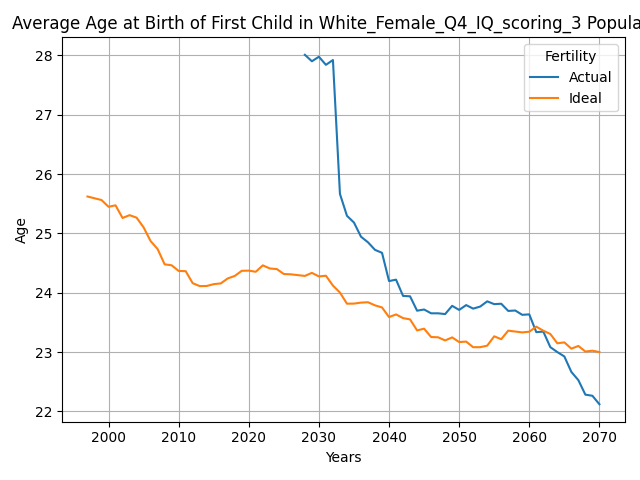 Average Age at Birth of First Child in White_Female_Q4_IQ_scoring_3 Popula
Fertility
Actual
Ideal
28
27
26
25
24
23
22
Age
2000 2010 2020 2030 2040 2050 2060 2070
Years